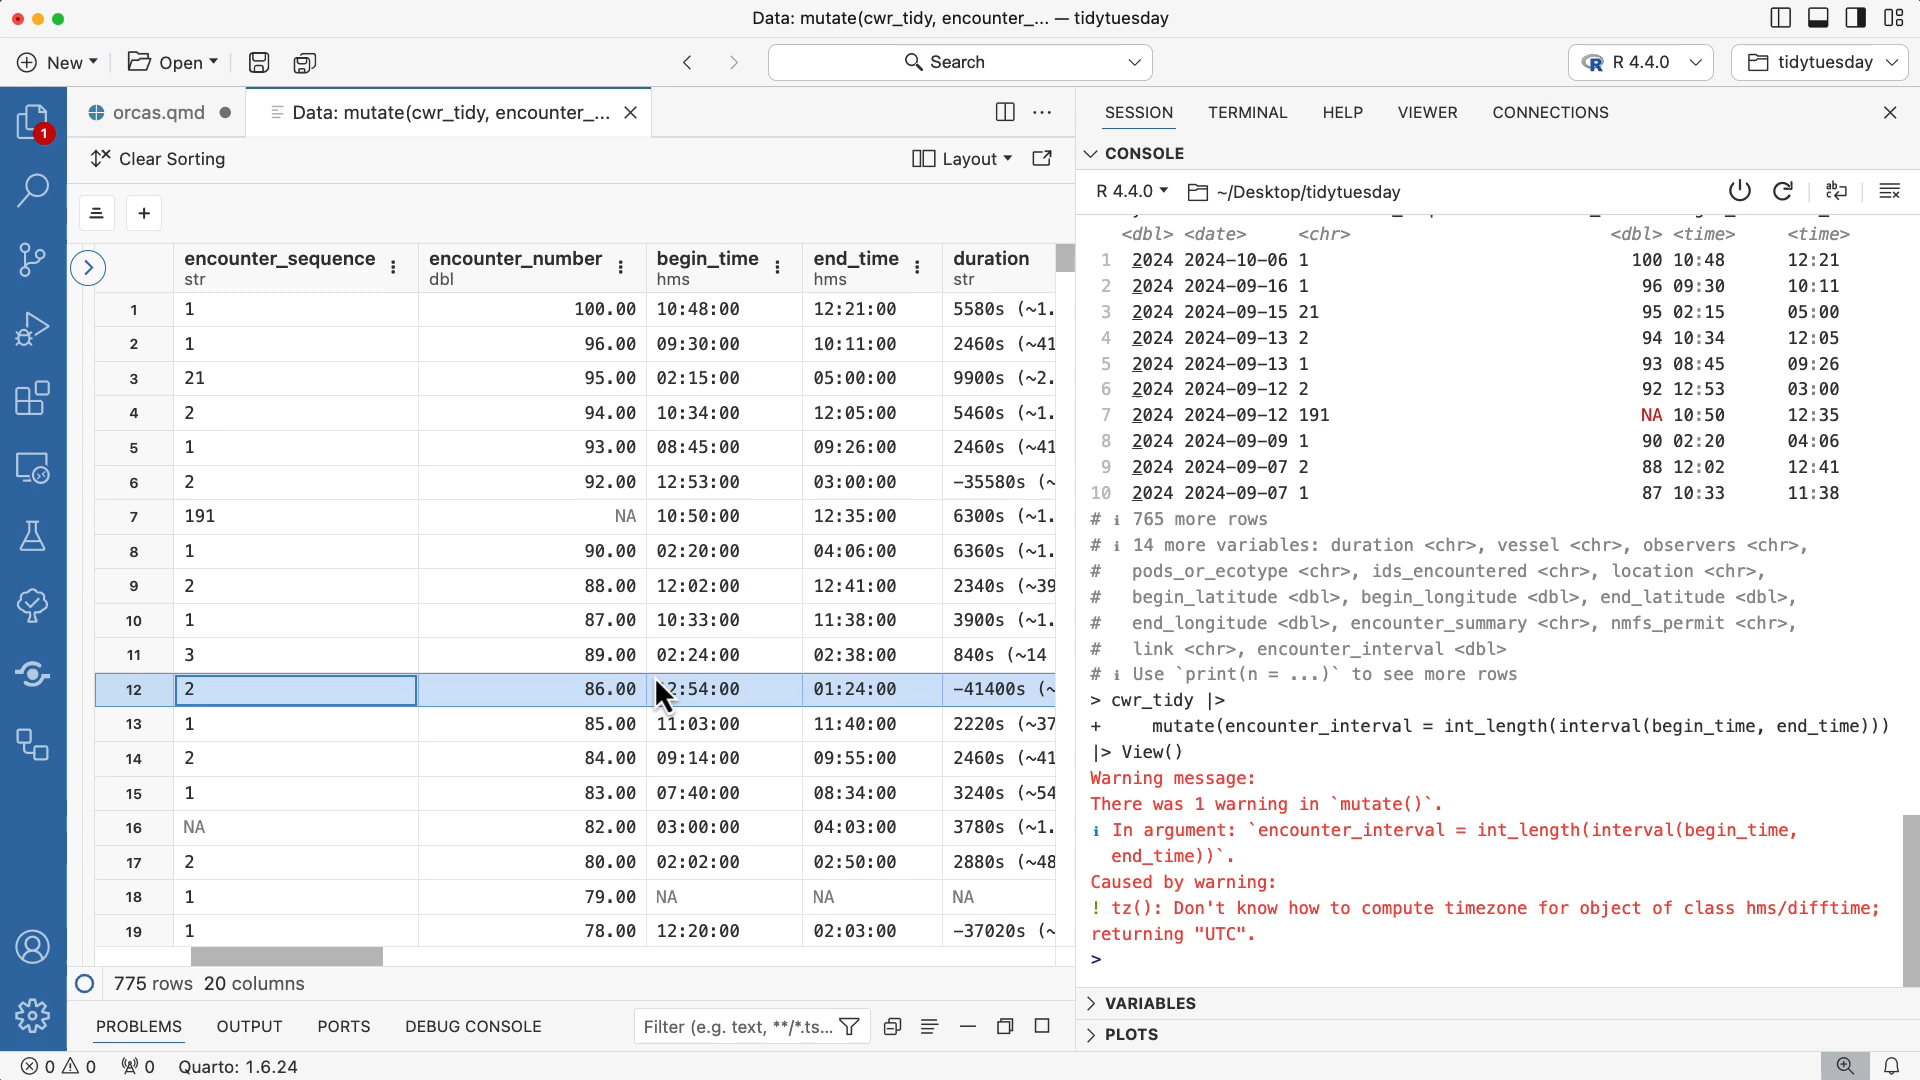 Data: mutate(cwr_tidy, encounter_... — tidytuesday
New Open Search R 4.4.0 tidytuesday
1
orcas.qmd Data: mutate(cwr_tidy, encounter_...
Clear Sorting Layout
encounter_sequence encounter_number begin_time end_time duration
str dbl hms hms str
1 1 100.00 10:48:00 12:21:00 5580s (~1.
2 1 96.00 09:30:00 10:11:00 2460s (~41
3 21 95.00 02:15:00 05:00:00 9900s (~2.
4 2 94.00 10:34:00 12:05:00 5460s (~1.
5 1 93.00 08:45:00 09:26:00 2460s (~41
6 2 92.00 12:53:00 03:00:00 -35580s (~
7 191 NA 10:50:00 12:35:00 6300s (~1.
8 1 90.00 02:20:00 04:06:00 6360s (~1.
9 2 88.00 12:02:00 12:41:00 2340s (~39
10 1 87.00 10:33:00 11:38:00 3900s (~1.
11 3 89.00 02:24:00 02:38:00 840s (~14
12 2 86.00 2:54:00 01:24:00 -41400s (~
13 1 85.00 11:03:00 11:40:00 2220s (~37
14 2 84.00 09:14:00 09:55:00 2460s (~41
15 1 83.00 07:40:00 08:34:00 3240s (~54
16 NA 82.00 03:00:00 04:03:00 3780s (~1.
17 2 80.00 02:02:00 02:50:00 2880s (~48
18 1 79.00 NA NA NA
19 1 78.00 12:20:00 02:03:00 -37020s (~
775 rows 20 columns
PROBLEMS OUTPUT PORTS DEBUG CONSOLE Filter (e.g. text, **/*.ts...
0 0 0 Quarto: 1.6.24
SESSION TERMINAL HELP VIEWER CONNECTIONS
CONSOLE
R 4.4.0 ~/Desktop/tidytuesday
<dbl> <date> <chr> <dbl> <time> <time>
1 2024 2024-10-06 1 100 10:48 12:21
2 2024 2024-09-16 1 96 09:30 10:11
3 2024 2024-09-15 21 95 02:15 05:00
4 2024 2024-09-13 2 94 10:34 12:05
5 2024 2024-09-13 1 93 08:45 09:26
6 2024 2024-09-12 2 92 12:53 03:00
7 2024 2024-09-12 191 NA 10:50 12:35
8 2024 2024-09-09 1 90 02:20 04:06
9 2024 2024-09-07 2 88 12:02 12:41
10 2024 2024-09-07 1 87 10:33 11:38
# ℹ 765 more rows
# ℹ 14 more variables: duration <chr>, vessel <chr>, observers <chr>,
# pods_or_ecotype <chr>, ids_encountered <chr>, location <chr>,
# begin_latitude <dbl>, begin_longitude <dbl>, end_latitude <dbl>,
# end_longitude <dbl>, encounter_summary <chr>, nmfs_permit <chr>,
# link <chr>, encounter_interval <dbl>
# ℹ Use `print(n = ...)` to see more rows
> cwr_tidy |>
+ mutate(encounter_interval = int_length(interval(begin_time, end_time)))
|> View()
Warning message:
There was 1 warning in `mutate()`.
ℹ In argument: `encounter_interval = int_length(interval(begin_time,
end_time))`.
Caused by warning:
! tz(): Don't know how to compute timezone for object of class hms/difftime;
returning "UTC".
>
VARIABLES
PLOTS